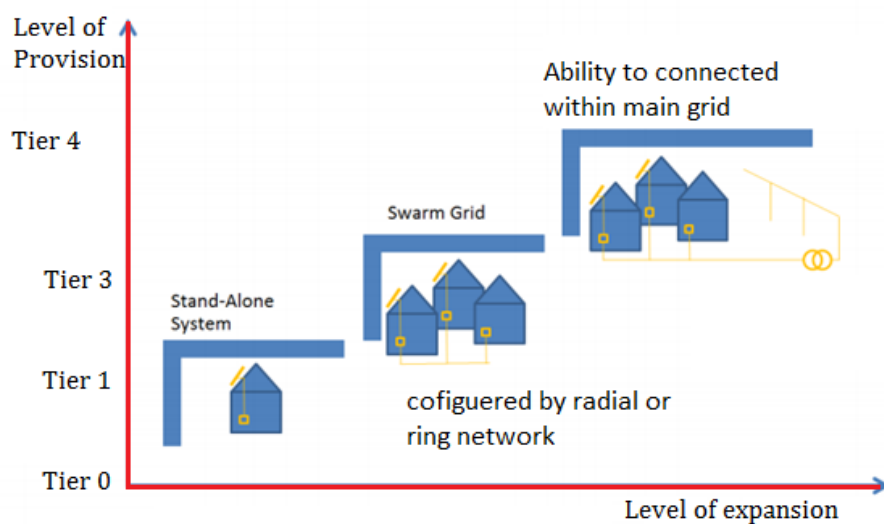 Level of
Provision
Ability to connected
within main grid
Tier 4
Swarm Grid
Tier 3
Stand-Alone
System
Tier 1
cofiguered by radial or
ring network
Tier 0
Level of expansion